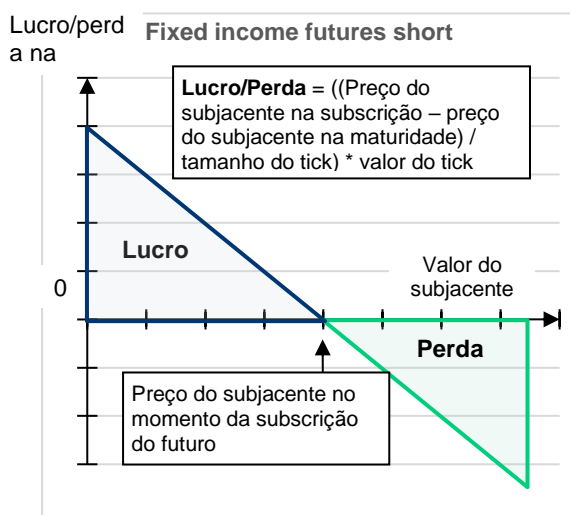 Lucro/perd
a na
Fixed income futures short
Lucro/Perda = ((Preço do
subjacente na subscrição – preço
do subjacente na maturidade) /
tamanho do tick) * valor do tick
Lucro
Valor do
subjacente
0
Perda
Preço do subjacente no
momento da subscrição
do futuro